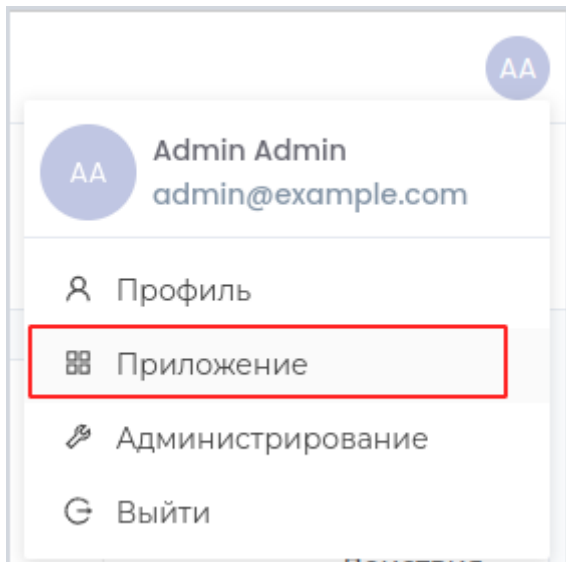 AA
AA
Admin Admin
admin@example.com
Профиль
Приложение
Администрирование
Выйти